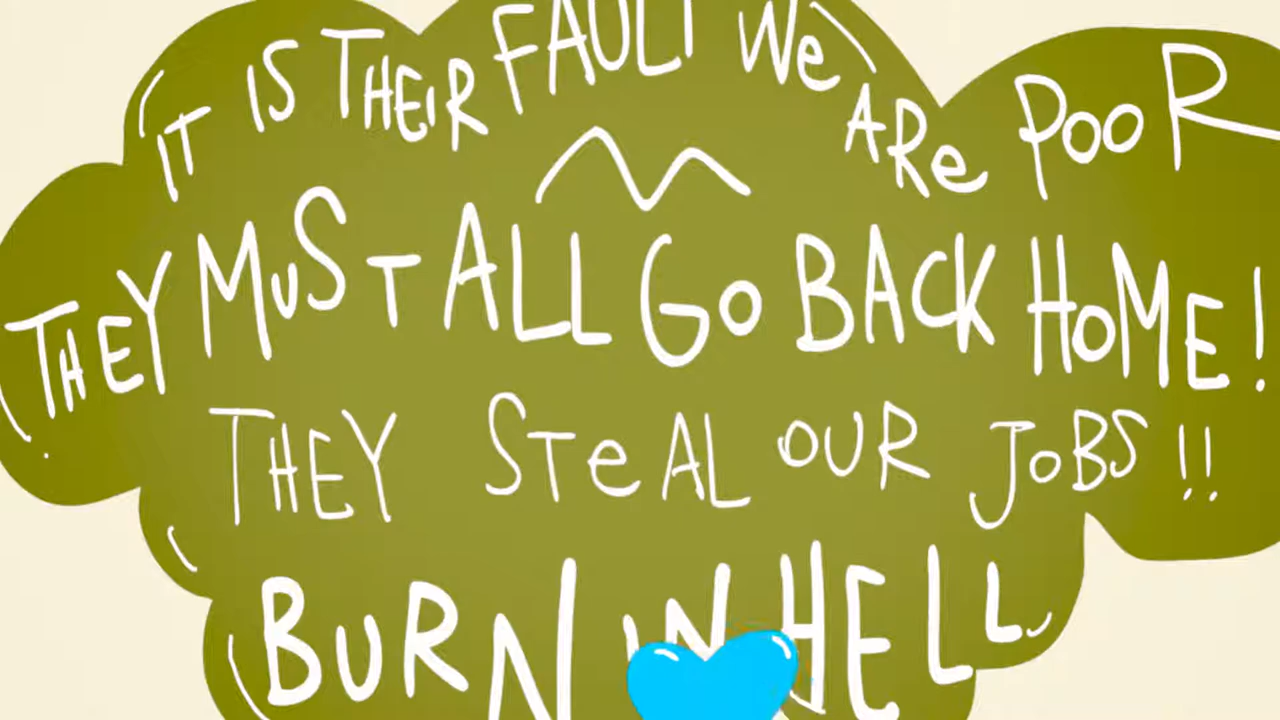 IT IS THEIR FAULT We ARe POOR
THEY MuST ALL Go BACK HoME!
THEY STeAL OUR JoBS!!
BURN IN HELL